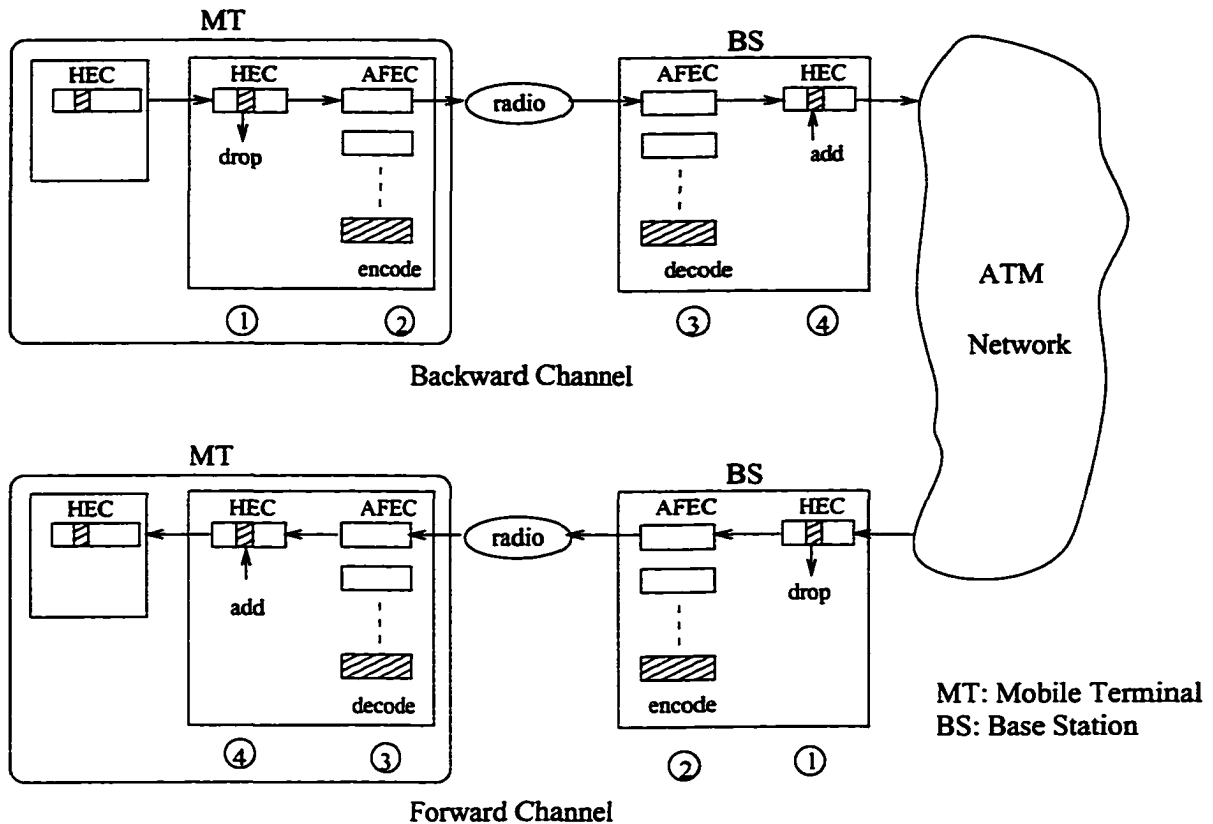 MT
BS
HEC HEC AFEC AFEC HEC
radio
drop add
encode decode
① ② ③ ④
ATM
Network
Backward Channel
MT BS
HEC HEC AFEC AFEC HEC
radio
add drop
decode encode
④ ③ ② ①
MT: Mobile Terminal
BS: Base Station
Forward Channel